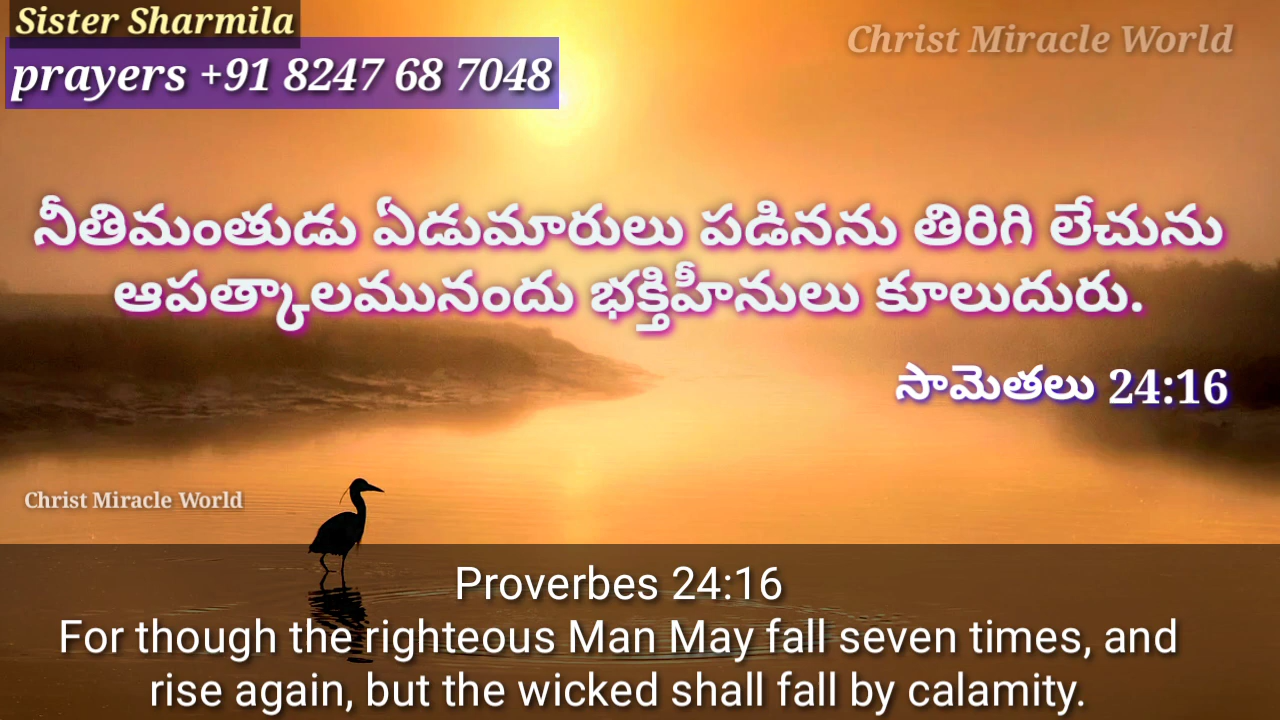 Sister Sharmila
Christ Miracle World
prayers +91 8247 68 7048
నీతిమంతుడు ఏడుమారులు పడినను తిరిగి లేచును
ఆపత్కాలమునందు భక్తిహీనులు కూలుదురు.
సామెతలు 24:16
Christ Miracle World
Proverbes 24:16
For though the righteous Man May fall seven times, and
rise again, but the wicked shall fall by calamity.